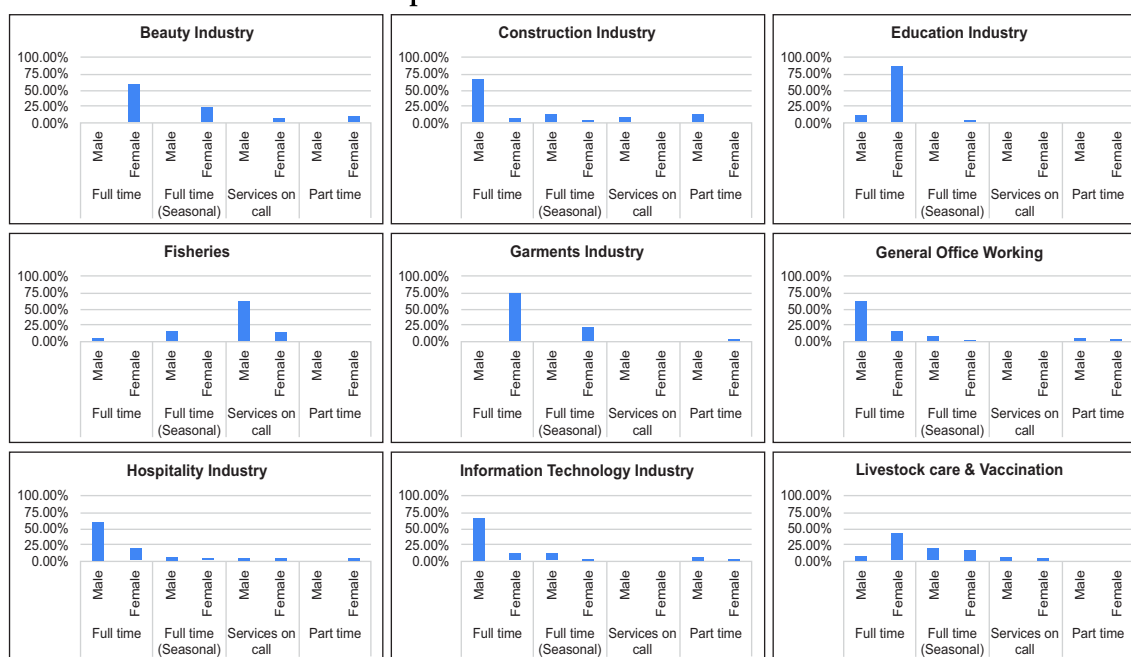 Beauty Industry
100.00%
75.00%
50.00%
25.00%
0.00%
Male Female Male Female Male Female Male Female
Full time Full time (Seasonal) Services on call Part time
Construction Industry
100.00%
75.00%
50.00%
25.00%
0.00%
Male Female Male Female Male Female Male Female
Full time Full time (Seasonal) Services on call Part time
Education Industry
100.00%
75.00%
50.00%
25.00%
0.00%
Male Female Male Female Male Female Male Female
Full time Full time (Seasonal) Services on call Part time
Fisheries
100.00%
75.00%
50.00%
25.00%
0.00%
Male Female Male Female Male Female Male Female
Full time Full time (Seasonal) Services on call Part time
Garments Industry
100.00%
75.00%
50.00%
25.00%
0.00%
Male Female Male Female Male Female Male Female
Full time Full time (Seasonal) Services on call Part time
General Office Working
100.00%
75.00%
50.00%
25.00%
0.00%
Male Female Male Female Male Female Male Female
Full time Full time (Seasonal) Services on call Part time
Hospitality Industry
100.00%
75.00%
50.00%
25.00%
0.00%
Male Female Male Female Male Female Male Female
Full time Full time (Seasonal) Services on call Part time
Information Technology Industry
100.00%
75.00%
50.00%
25.00%
0.00%
Male Female Male Female Male Female Male Female
Full time Full time (Seasonal) Services on call Part time
Livestock care & Vaccination
100.00%
75.00%
50.00%
25.00%
0.00%
Male Female Male Female Male Female Male Female
Full time Full time (Seasonal) Services on call Part time